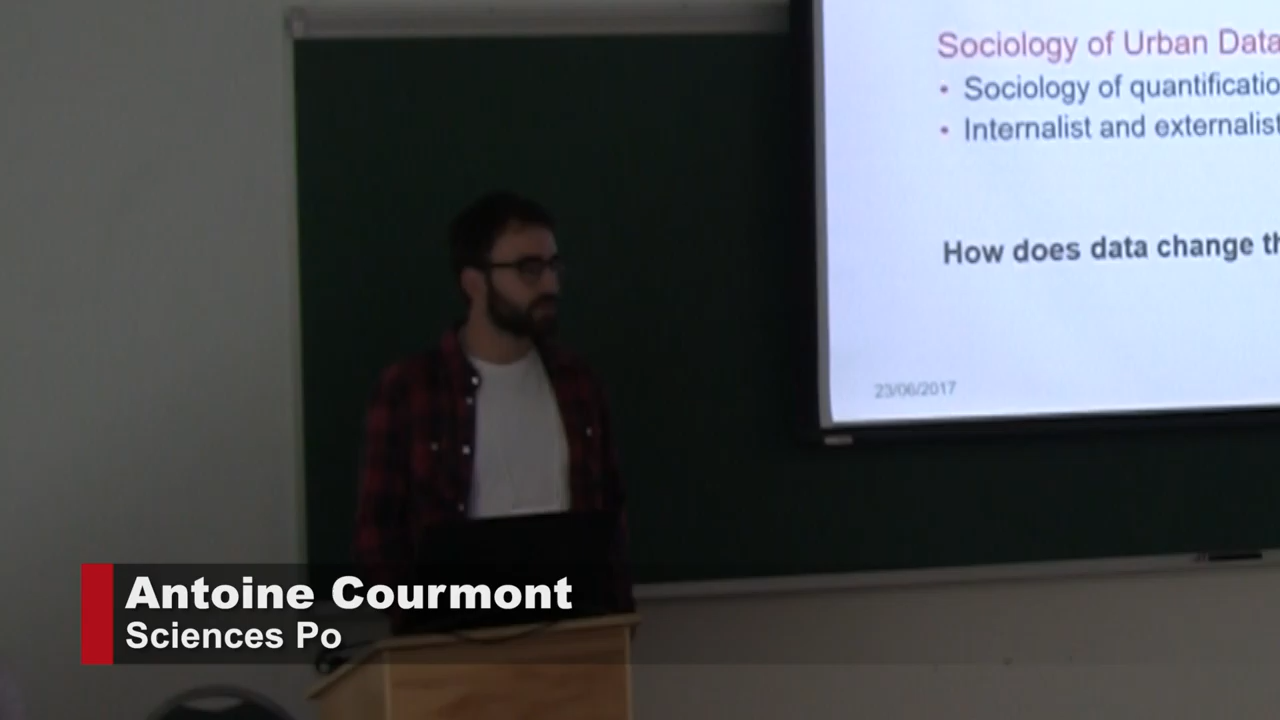 Sociology of Urban Data
• Sociology of quantificatio
• Internalist and externalist
How does data change th
23/06/2017
Antoine Courmont
Sciences Po